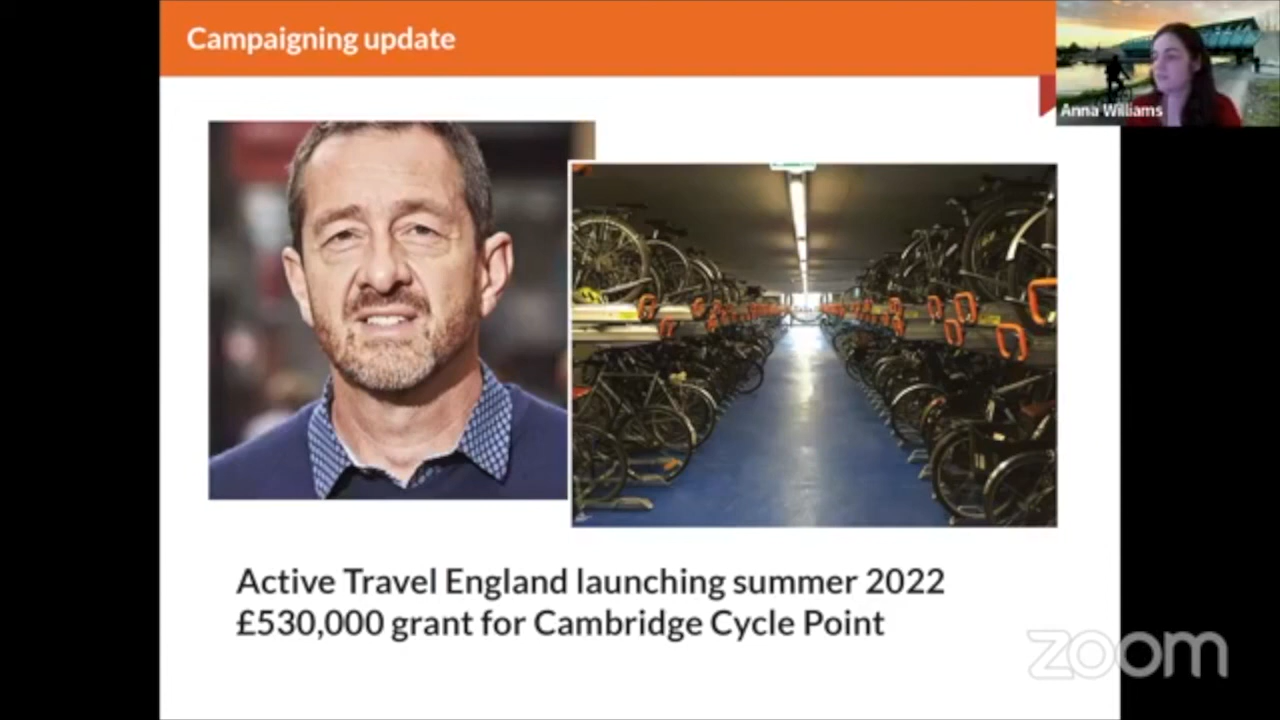 Campaigning update
Anna Williams
Active Travel England launching summer 2022
£530,000 grant for Cambridge Cycle Point
zoom